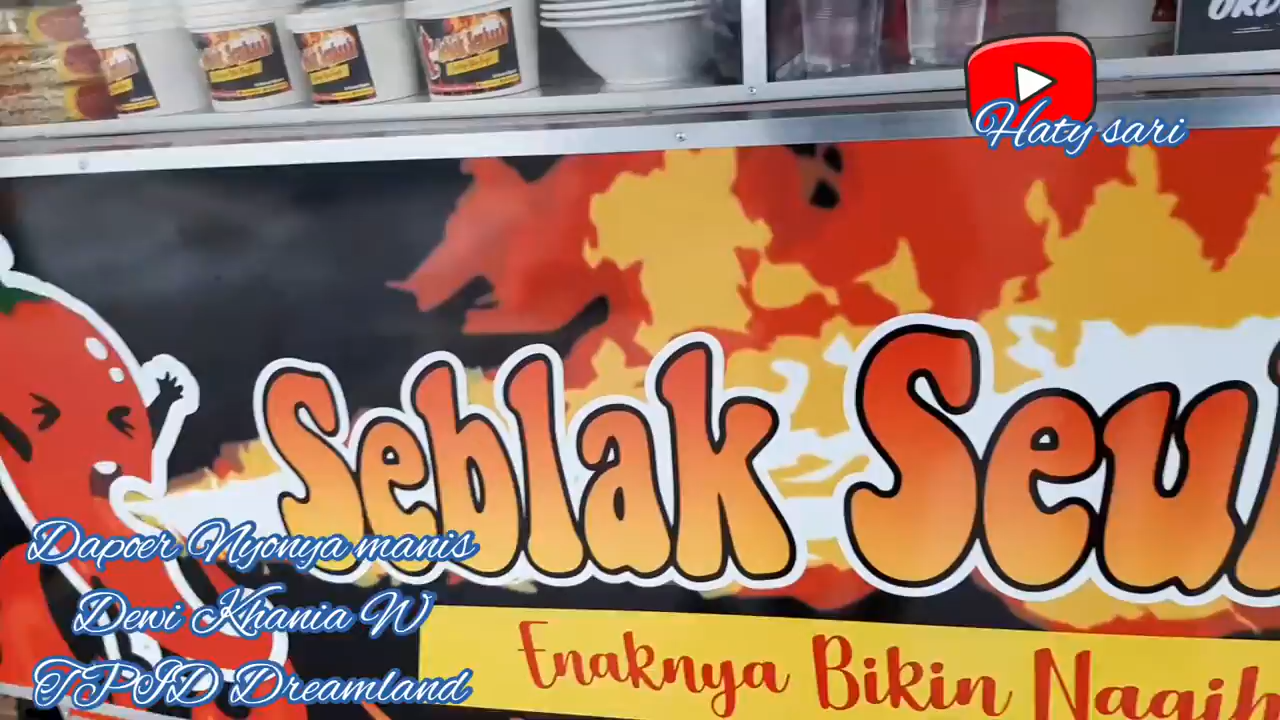 Haty sari
Seblak Seu
Dapoer Nyonya manis
Dewi Khania W
TPID Dreamland
Enaknya Bikin Nagih